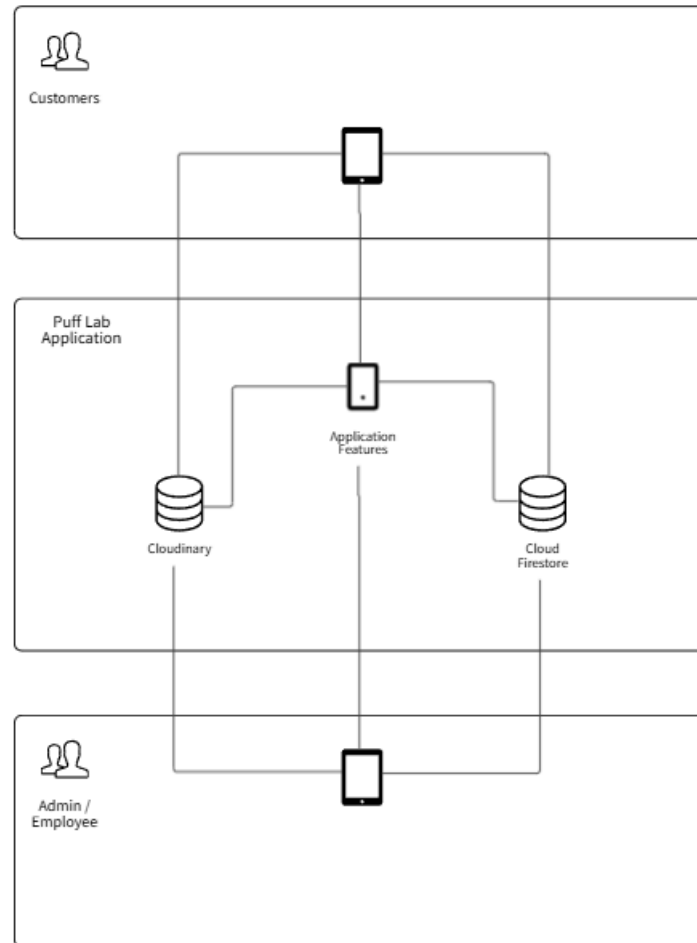 Customers
Puff Lab
Application
Application
Features
Cloudinary
Cloud
Firestore
Admin /
Employee